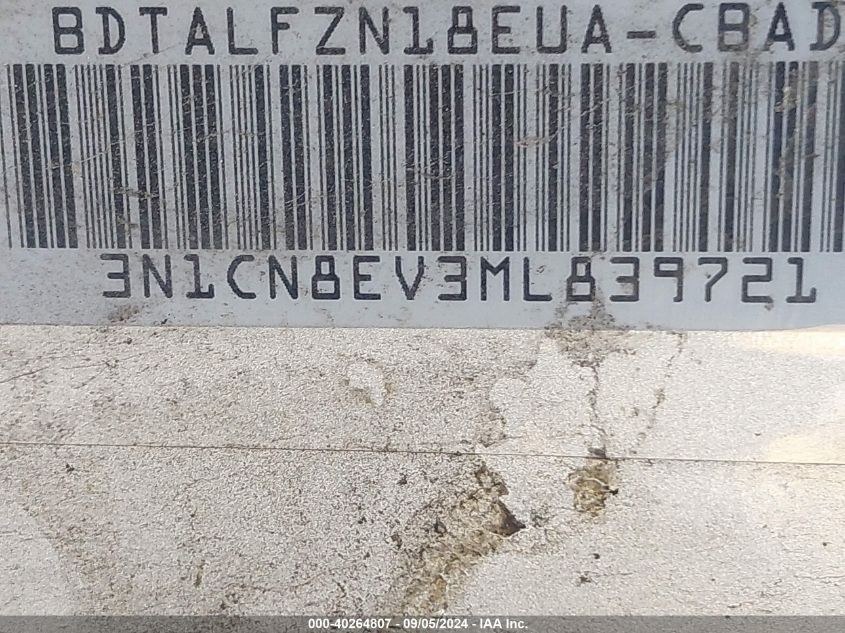 BDTALFZN18EUA-CBAD
3N1CN8EV3ML839721
000-40264807 - 09/05/2024 - IAA Inc.